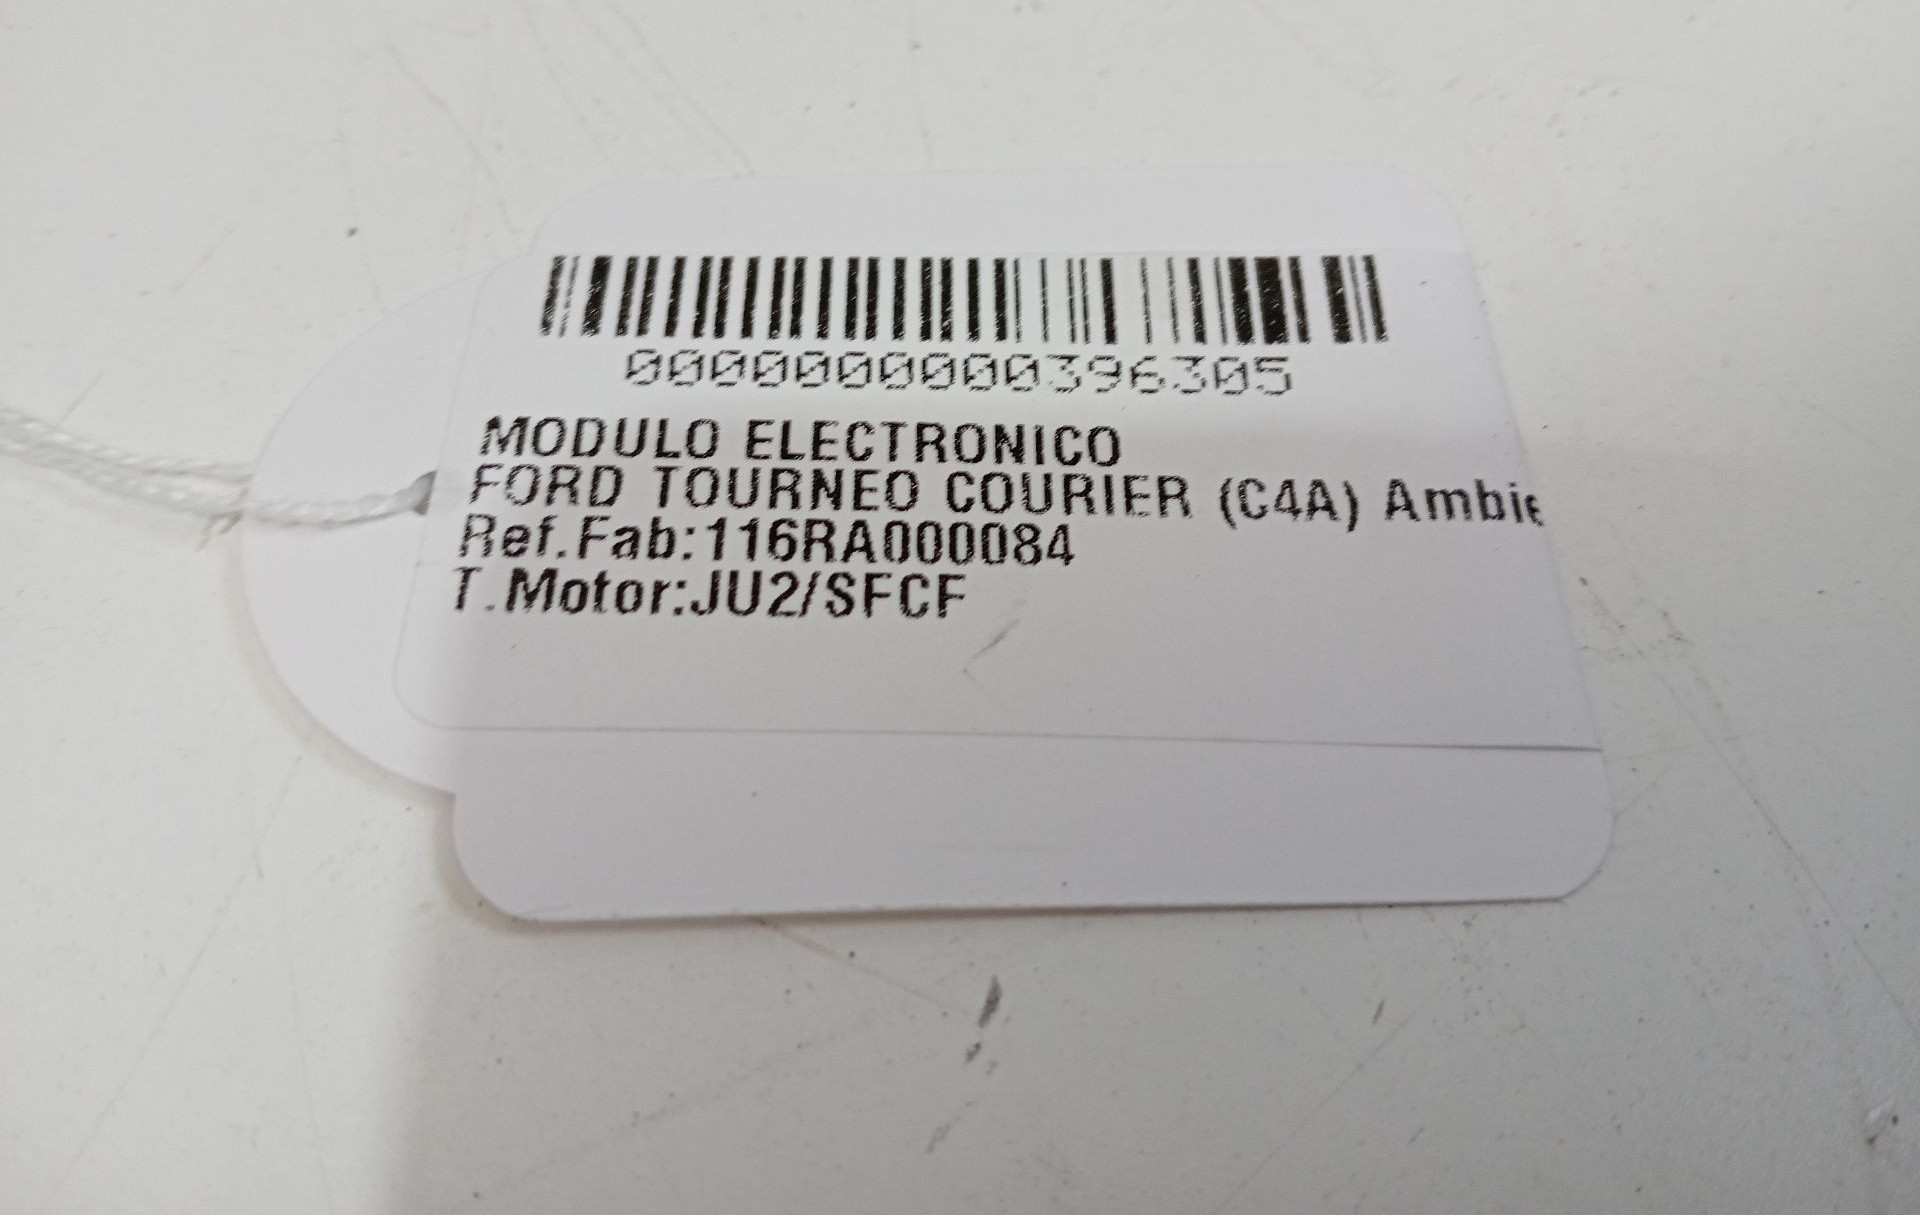 0000000000396305
MODULO ELECTRONICO
FORD TOURNEO COURIER (C4A) Ambie
Ref.Fab:116RA000084
T.Motor:JU2/SFCF